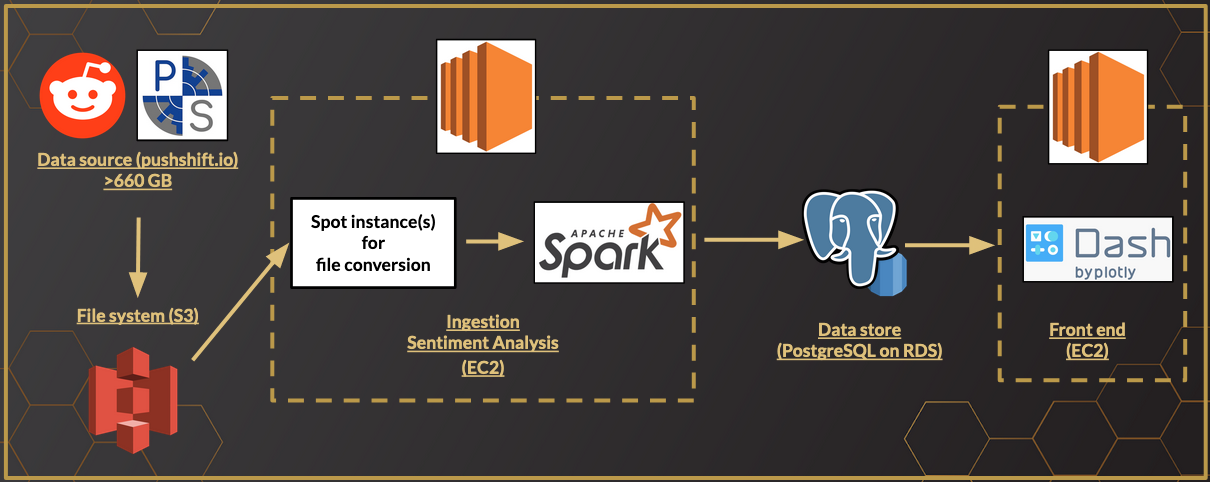 P
S
Data source (pushshift.io)
>660 GB
File system (S3)
Spot instance(s)
for
file conversion
APACHE
Spark
Ingestion
Sentiment Analysis
(EC2)
Data store
(PostgreSQL on RDS)
Dash
by plotly
Front end
(EC2)